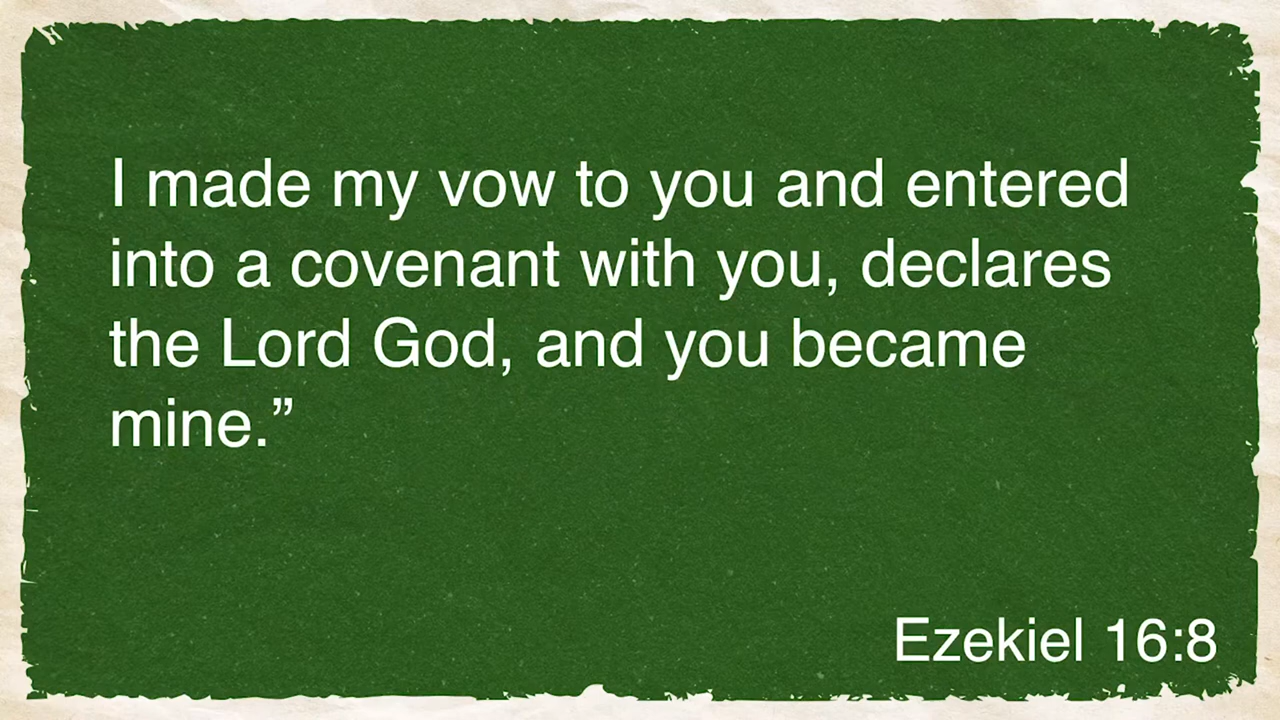 I made my vow to you and entered
into a covenant with you, declares
the Lord God, and you became
mine.”
Ezekiel 16:8